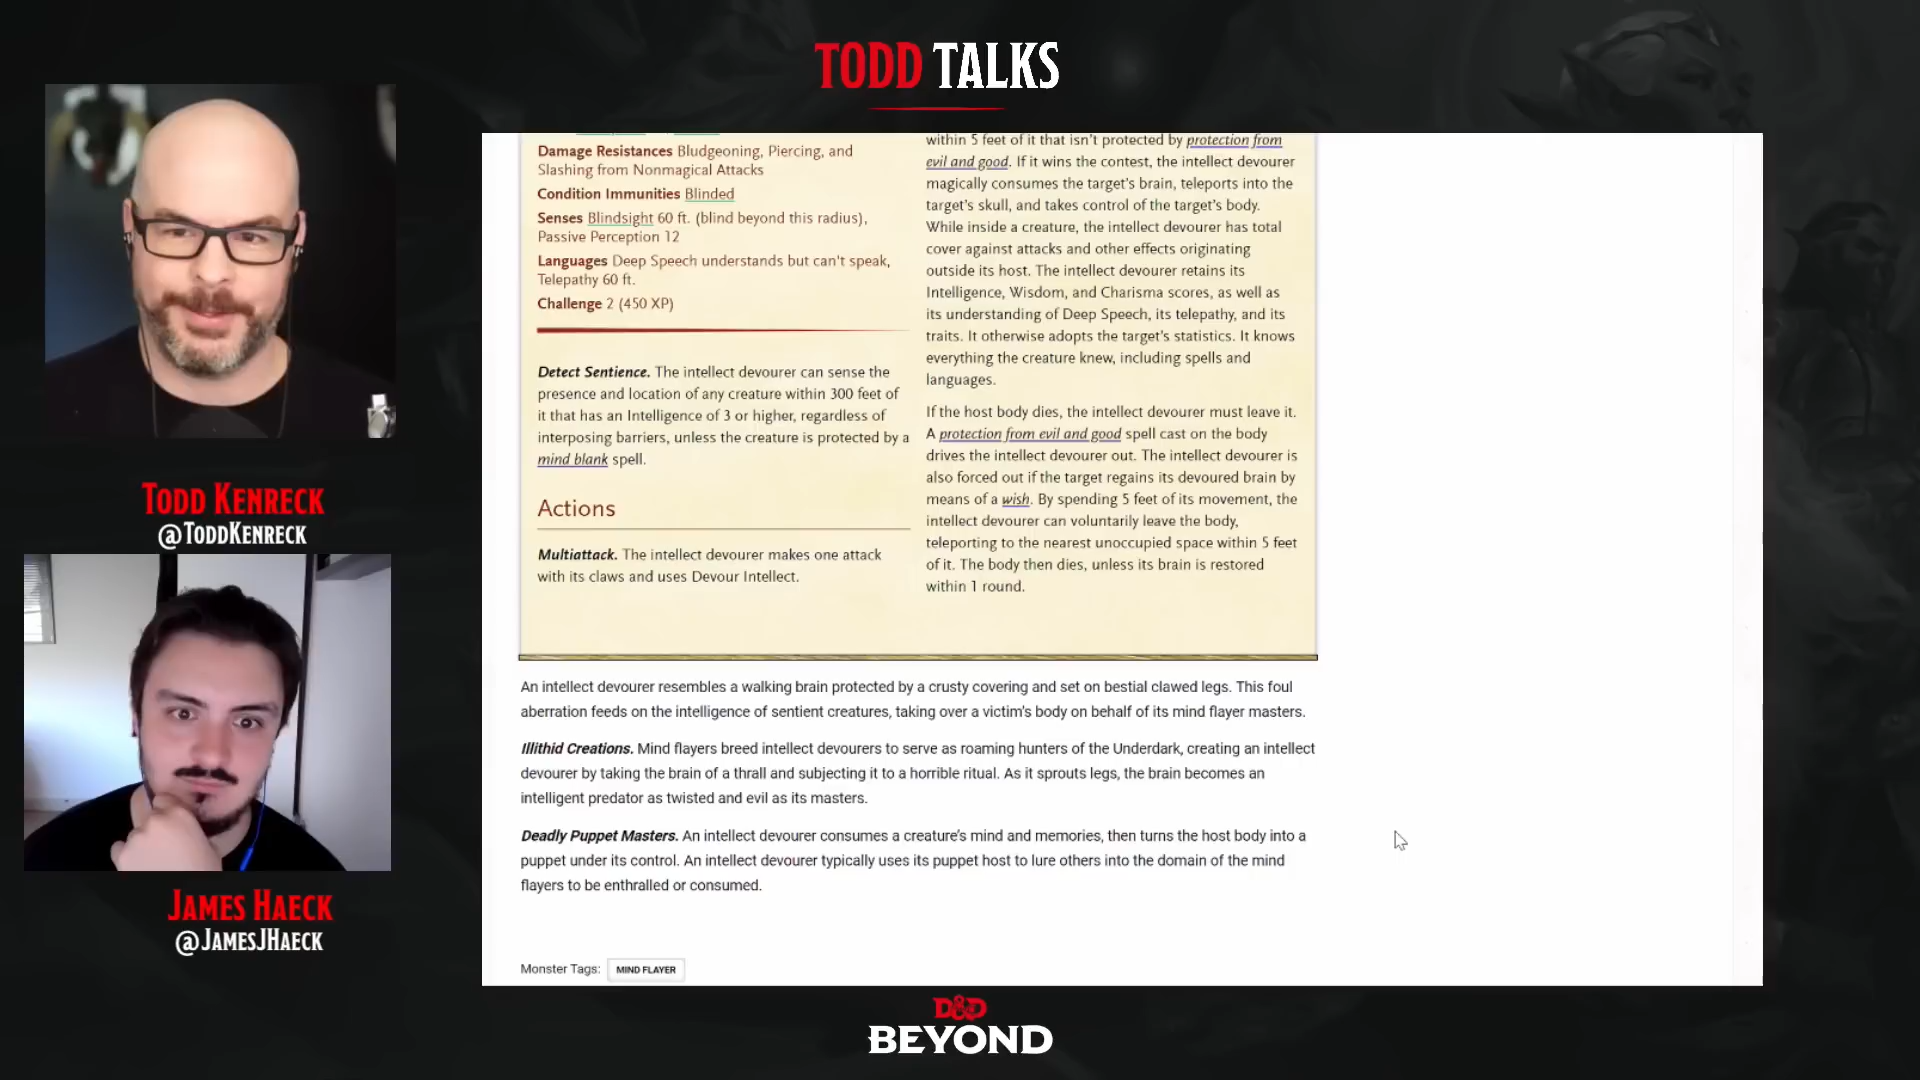 TODD TALKS
TODD KENRECK
@TODDKENRECK
JAMES HAECK
@JAMESJHAECK
Damage Resistances Bludgeoning, Piercing, and
Slashing from Nonmagical Attacks
Condition Immunities Blinded
Senses Blindsight 60 ft. (blind beyond this radius),
Passive Perception 12
Languages Deep Speech understands but can't speak,
Telepathy 60 ft.
Challenge 2 (450 XP)
Detect Sentience. The intellect devourer can sense the
presence and location of any creature within 300 feet of
it that has an Intelligence of 3 or higher, regardless of
interposing barriers, unless the creature is protected by a
mind blank spell.
Actions
Multiattack. The intellect devourer makes one attack
with its claws and uses Devour Intellect.
within 5 feet of it that isn't protected by protection from
evil and good. If it wins the contest, the intellect devourer
magically consumes the target's brain, teleports into the
target's skull, and takes control of the target's body.
While inside a creature, the intellect devourer has total
cover against attacks and other effects originating
outside its host. The intellect devourer retains its
Intelligence, Wisdom, and Charisma scores, as well as
its understanding of Deep Speech, its telepathy, and its
traits. It otherwise adopts the target's statistics. It knows
everything the creature knew, including spells and
languages.
If the host body dies, the intellect devourer must leave it.
A protection from evil and good spell cast on the body
drives the intellect devourer out. The intellect devourer is
also forced out if the target regains its devoured brain by
means of a wish. By spending 5 feet of its movement, the
intellect devourer can voluntarily leave the body,
teleporting to the nearest unoccupied space within 5 feet
of it. The body then dies, unless its brain is restored
within 1 round.
An intellect devourer resembles a walking brain protected by a crusty covering and set on bestial clawed legs. This foul
aberration feeds on the intelligence of sentient creatures, taking over a victim's body on behalf of its mind flayer masters.
Illithid Creations. Mind flayers breed intellect devourers to serve as roaming hunters of the Underdark, creating an intellect
devourer by taking the brain of a thrall and subjecting it to a horrible ritual. As it sprouts legs, the brain becomes an
intelligent predator as twisted and evil as its masters.
Deadly Puppet Masters. An intellect devourer consumes a creature's mind and memories, then turns the host body into a
puppet under its control. An intellect devourer typically uses its puppet host to lure others into the domain of the mind
flayers to be enthralled or consumed.
Monster Tags: MIND FLAYER
D&D
BEYOND